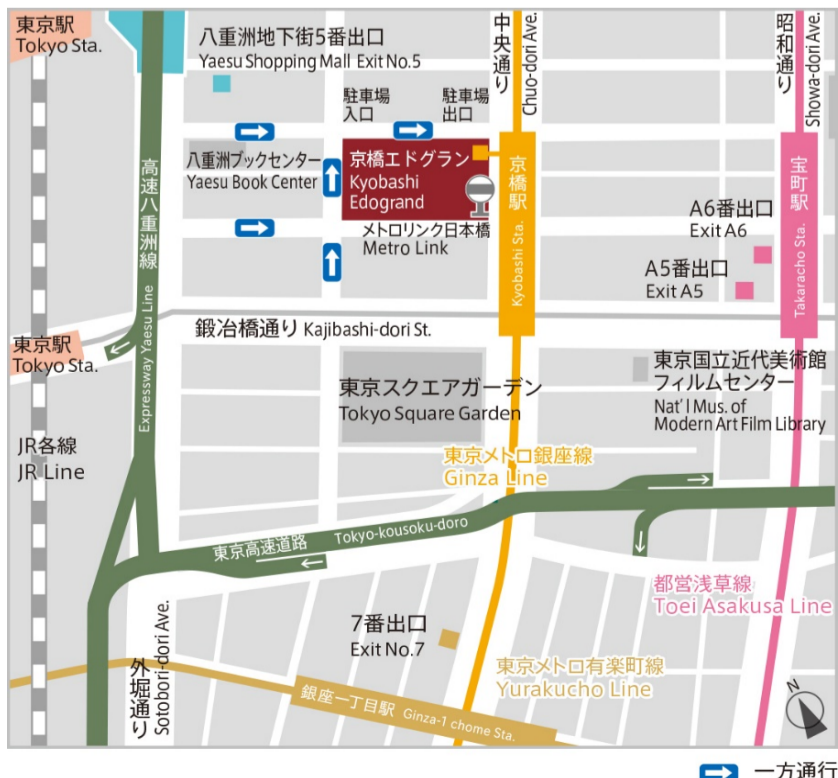 東京駅
Tokyo Sta.
八重洲地下街5番出口
Yaesu Shopping Mall Exit No.5
中央通り
Chuo-dori Ave.
昭和通り
Showa-dori Ave.
駐車場
入口
駐車場
出口
八重洲ブックセンター
Yaesu Book Center
京橋エドグラン
Kyobashi
Edogrand
メトロリンク日本橋
Metro Link
高速八重洲線
Expressway Yaesu Line
京橋駅
Kyobashi Sta.
宝町駅
Takaracho Sta.
A6番出口
Exit A6
A5番出口
Exit A5
鍛冶橋通り Kajibashi-dori St.
東京駅
Tokyo Sta.
東京スクエアガーデン
Tokyo Square Garden
東京国立近代美術館
フィルムセンター
Nat'l Mus. of
Modern Art Film Library
JR各線
JR Line
東京メトロ銀座線
Ginza Line
東京高速道路 Tokyo-kousoku-doro
都営浅草線
Toei Asakusa Line
7番出口
Exit No.7
東京メトロ有楽町線
Yurakucho Line
外堀通り
Sotobori-dori Ave.
銀座一丁目駅 Ginza-1 chome Sta.
N
一方通行